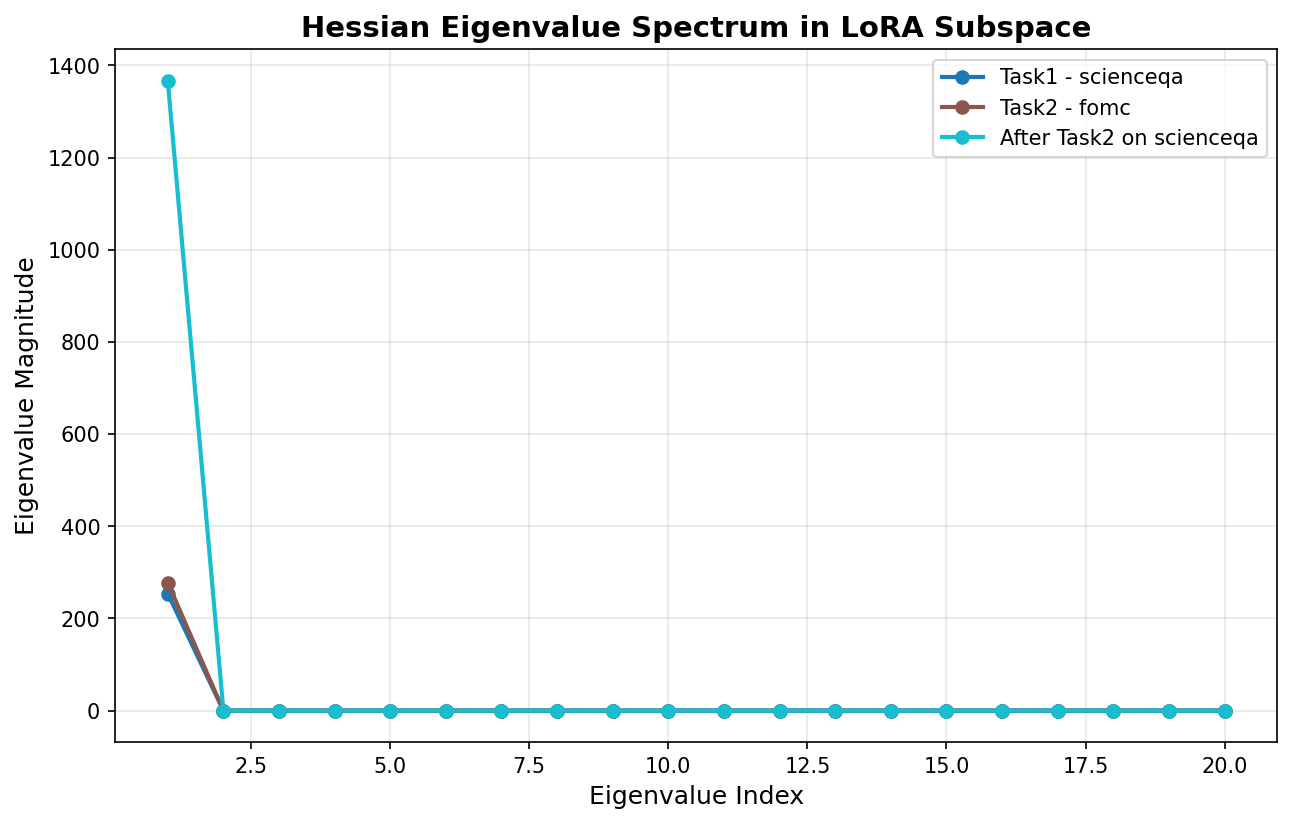 Hessian Eigenvalue Spectrum in LoRA Subspace
Task1 - scienceqa
Task2 - fomc
After Task2 on scienceqa
Eigenvalue Magnitude
1400
1200
1000
800
600
400
200
0
2.5 5.0 7.5 10.0 12.5 15.0 17.5 20.0
Eigenvalue Index